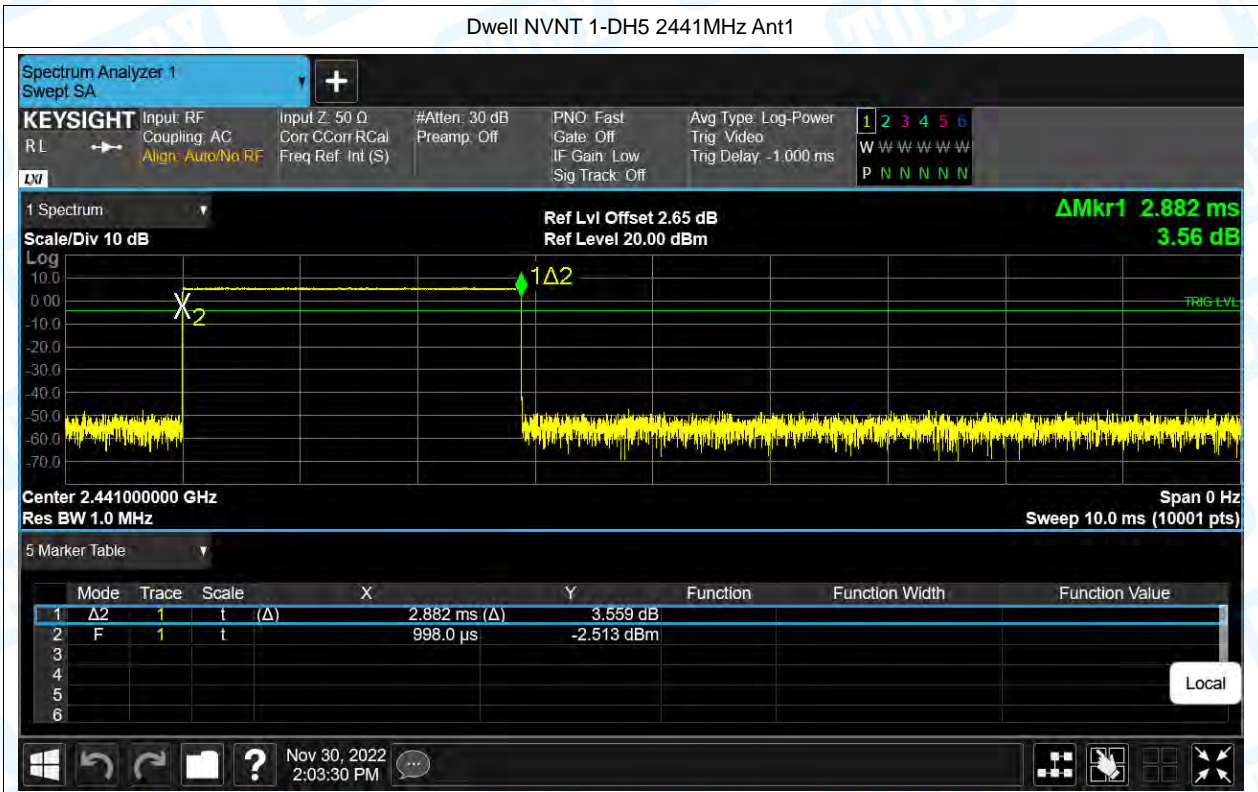 Dwell NVNT 1-DH5 2441MHz Ant1
Spectrum Analyzer 1
Swept SA
+
KEYSIGHT Input: RF Input Z: 50 Ω #Atten: 30 dB PNO: Fast Avg Type: Log-Power 1 2 3 4 5 6
RL Coupling: AC Corr CCorr RCal Preamp: Off Gate: Off Trig: Video W W W W W W
Align: Auto/No RF Freq Ref: Int (S) IF Gain: Low Trig Delay: -1.000 ms
LXI Sig Track: Off P N N N N N
1 Spectrum Ref Lvl Offset 2.65 dB ΔMkr1 2.882 ms
Scale/Div 10 dB Ref Level 20.00 dBm 3.56 dB
Log
10.0 1Δ2
0.00 TRIG LVL
2
-10.0
-20.0
-30.0
-40.0
-50.0
-60.0
-70.0
Center 2.441000000 GHz Span 0 Hz
Res BW 1.0 MHz Sweep 10.0 ms (10001 pts)
5 Marker Table
Mode Trace Scale X Y Function Function Width Function Value
1 Δ2 1 t (Δ) 2.882 ms (Δ) 3.559 dB
2 F 1 t 998.0 µs -2.513 dBm
3
4
5 Local
6
? Nov 30, 2022
2:03:30 PM